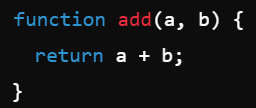 function add(a, b) {
  return a + b;
}